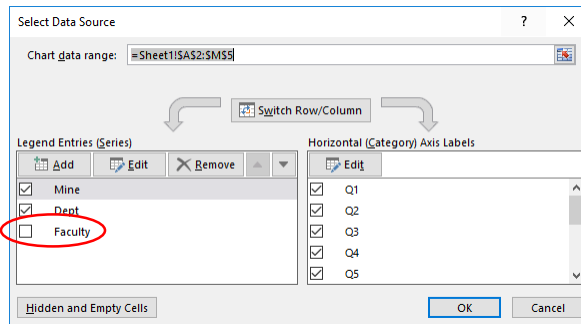 Select Data Source ? X
Chart data range: =Sheet1!$A$2:$M$5
Switch Row/Column
Legend Entries (Series)
Add Edit Remove
Mine
Dept
Faculty
Horizontal (Category) Axis Labels
Edit
Q1
Q2
Q3
Q4
Q5
Hidden and Empty Cells
OK Cancel